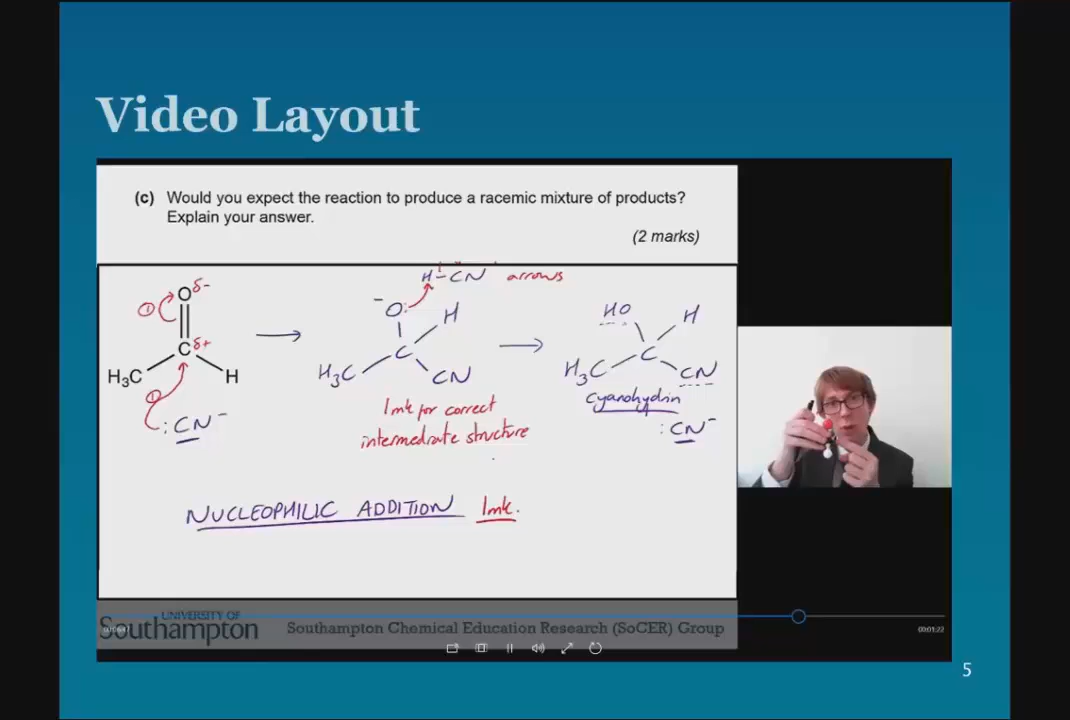 Video Layout
(c) Would you expect the reaction to produce a racemic mixture of products?
Explain your answer.
(2 marks)
H-CN arrows
① O δ-
⁻O: H
HO H
C δ+
C
C
H3C H
H3C CN
H3C CN
①
cyanohydrin
:CN⁻
1mk for correct
:CN⁻
intermediate structure
NUCLEOPHILIC ADDITION 1mk.
UNIVERSITY OF
Southampton
Southampton Chemical Education Research (SoCER) Group
00:01:22
5